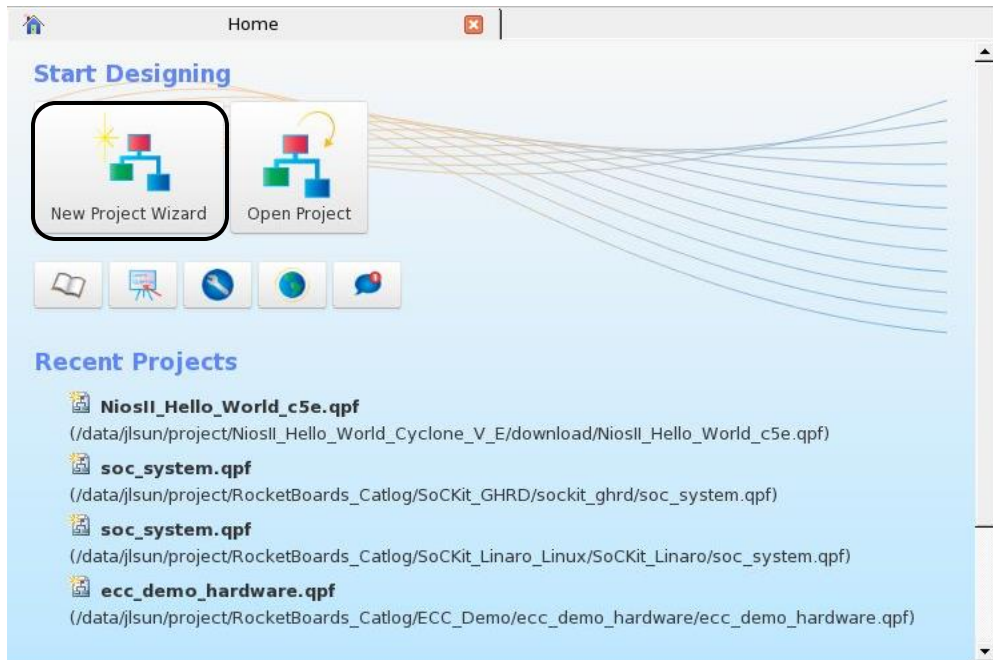 Home
Start Designing
New Project Wizard
Open Project
Recent Projects
NiosII_Hello_World_c5e.qpf
(/data/jlsun/project/NiosII_Hello_World_Cyclone_V_E/download/NiosII_Hello_World_c5e.qpf)
soc_system.qpf
(/data/jlsun/project/RocketBoards_Catlog/SoCKit_GHRD/sockit_ghrd/soc_system.qpf)
soc_system.qpf
(/data/jlsun/project/RocketBoards_Catlog/SoCKit_Linaro_Linux/SoCKit_Linaro/soc_system.qpf)
ecc_demo_hardware.qpf
(/data/jlsun/project/RocketBoards_Catlog/ECC_Demo/ecc_demo_hardware/ecc_demo_hardware.qpf)